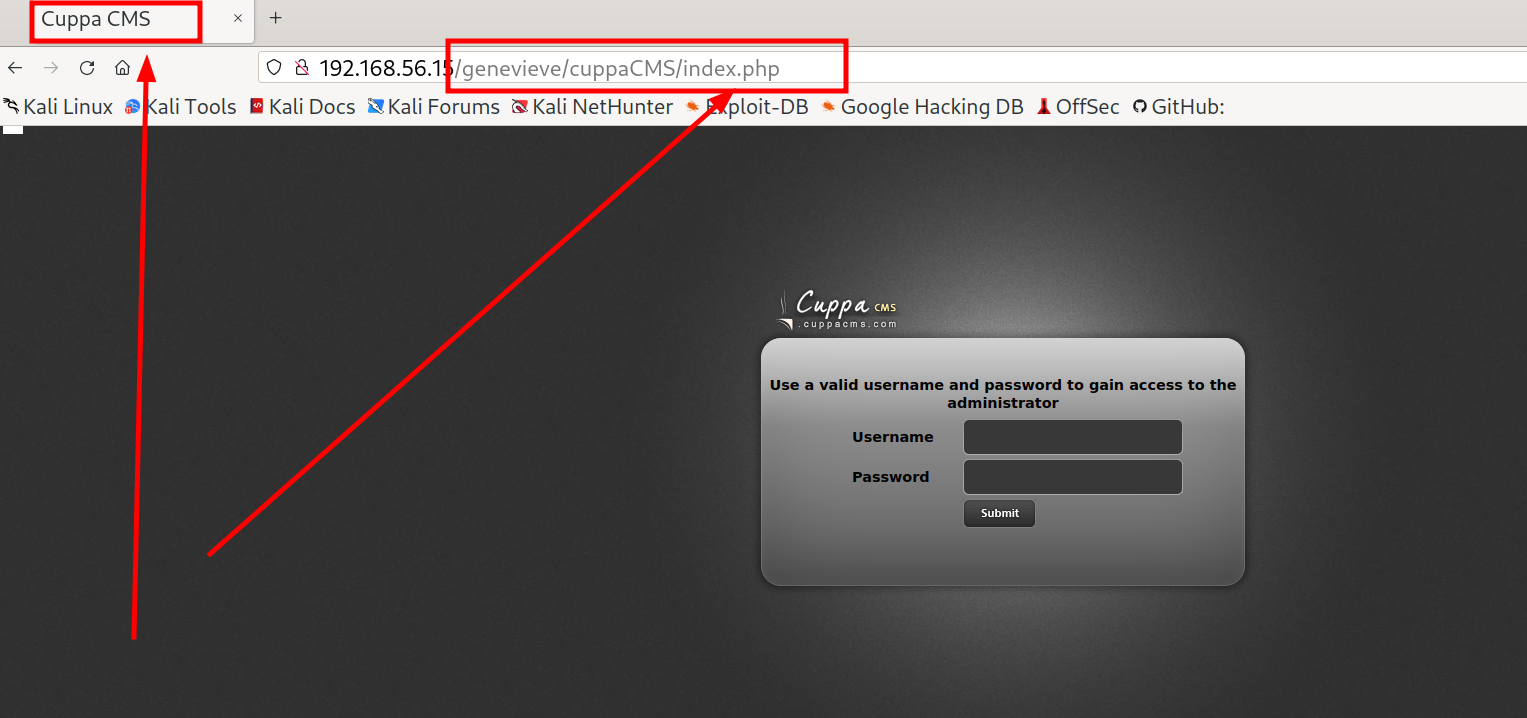 Cuppa CMS
192.168.56.15/genevieve/cuppaCMS/index.php
Kali Linux Kali Tools Kali Docs Kali Forums Kali NetHunter Exploit-DB Google Hacking DB OffSec GitHub:
Cuppa CMS
.cuppacms.com
Use a valid username and password to gain access to the
administrator
Username
Password
Submit